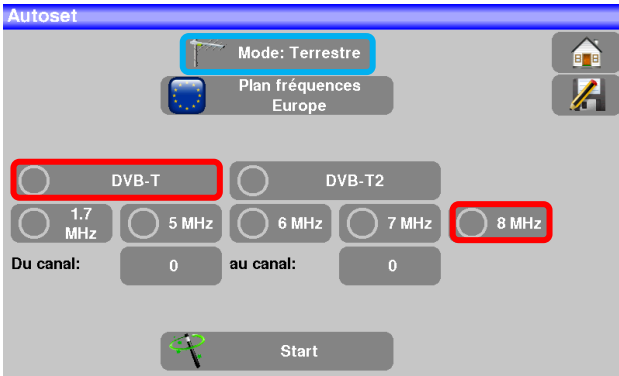 Autoset
Mode: Terrestre
Plan fréquences
Europe
DVB-T
DVB-T2
1.7
MHz
5 MHz
6 MHz
7 MHz
8 MHz
Du canal:
0
au canal:
0
Start